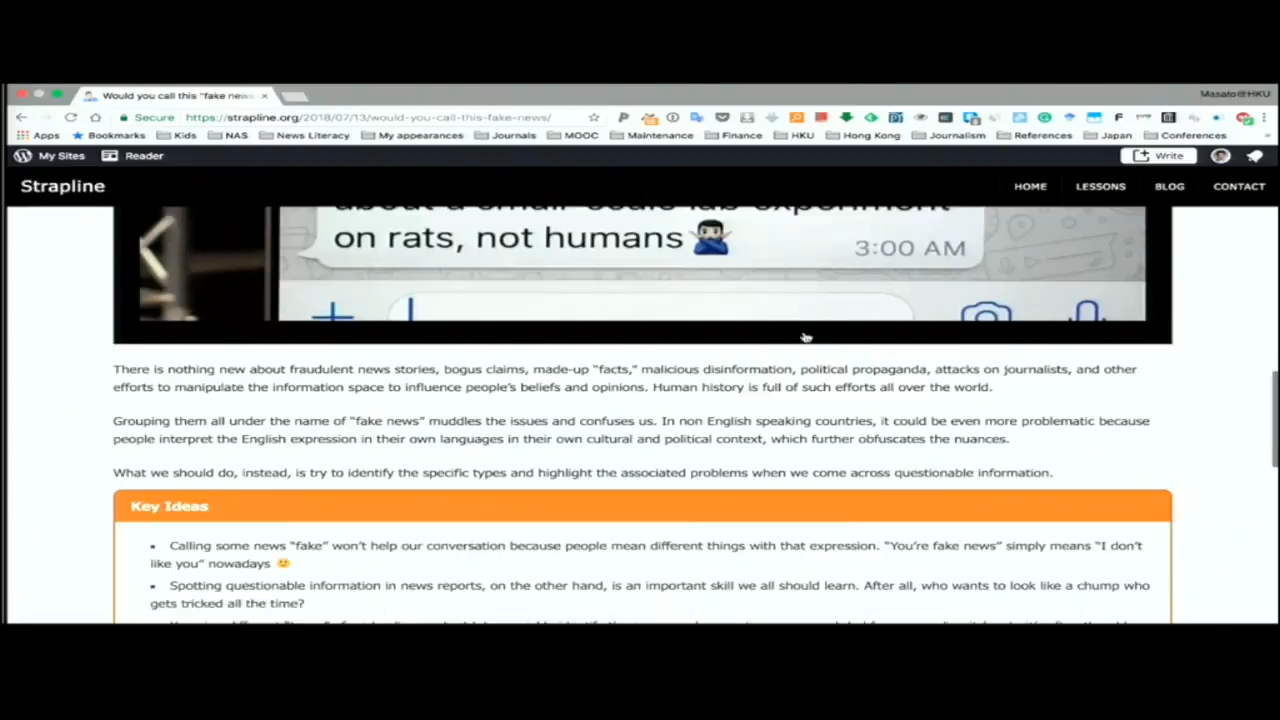 Would you call this "fake news
Masato@HKU
Secure https://strapline.org/2018/07/13/would-you-call-this-fake-news/
Apps Bookmarks Kids NAS News Literacy My appearances Journals MOOC Maintenance Finance HKU Hong Kong Journalism References Japan Conferences
My Sites Reader Write
Strapline HOME LESSONS BLOG CONTACT
about a small-scale lab experiment
on rats, not humans
3:00 AM
There is nothing new about fraudulent news stories, bogus claims, made-up "facts," malicious disinformation, political propaganda, attacks on journalists, and other
efforts to manipulate the information space to influence people's beliefs and opinions. Human history is full of such efforts all over the world.
Grouping them all under the name of "fake news" muddles the issues and confuses us. In non English speaking countries, it could be even more problematic because
people interpret the English expression in their own languages in their own cultural and political context, which further obfuscates the nuances.
What we should do, instead, is try to identify the specific types and highlight the associated problems when we come across questionable information.
Key Ideas
Calling some news "fake" won't help our conversation because people mean different things with that expression. "You're fake news" simply means "I don't
like you" nowadays
Spotting questionable information in news reports, on the other hand, is an important skill we all should learn. After all, who wants to look like a chump who
gets tricked all the time?